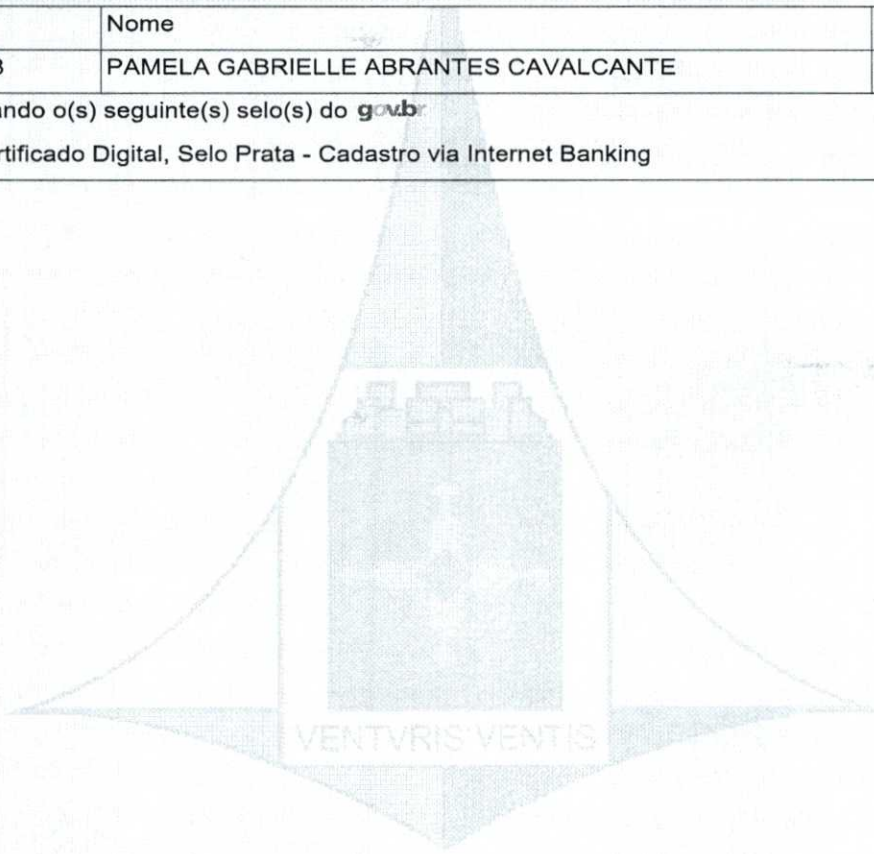 Nome
PAMELA GABRIELLE ABRANTES CAVALCANTE
ndo o(s) seguinte(s) selo(s) do gov.br
rtificado Digital, Selo Prata - Cadastro via Internet Banking
VENTVRIS VENTIS